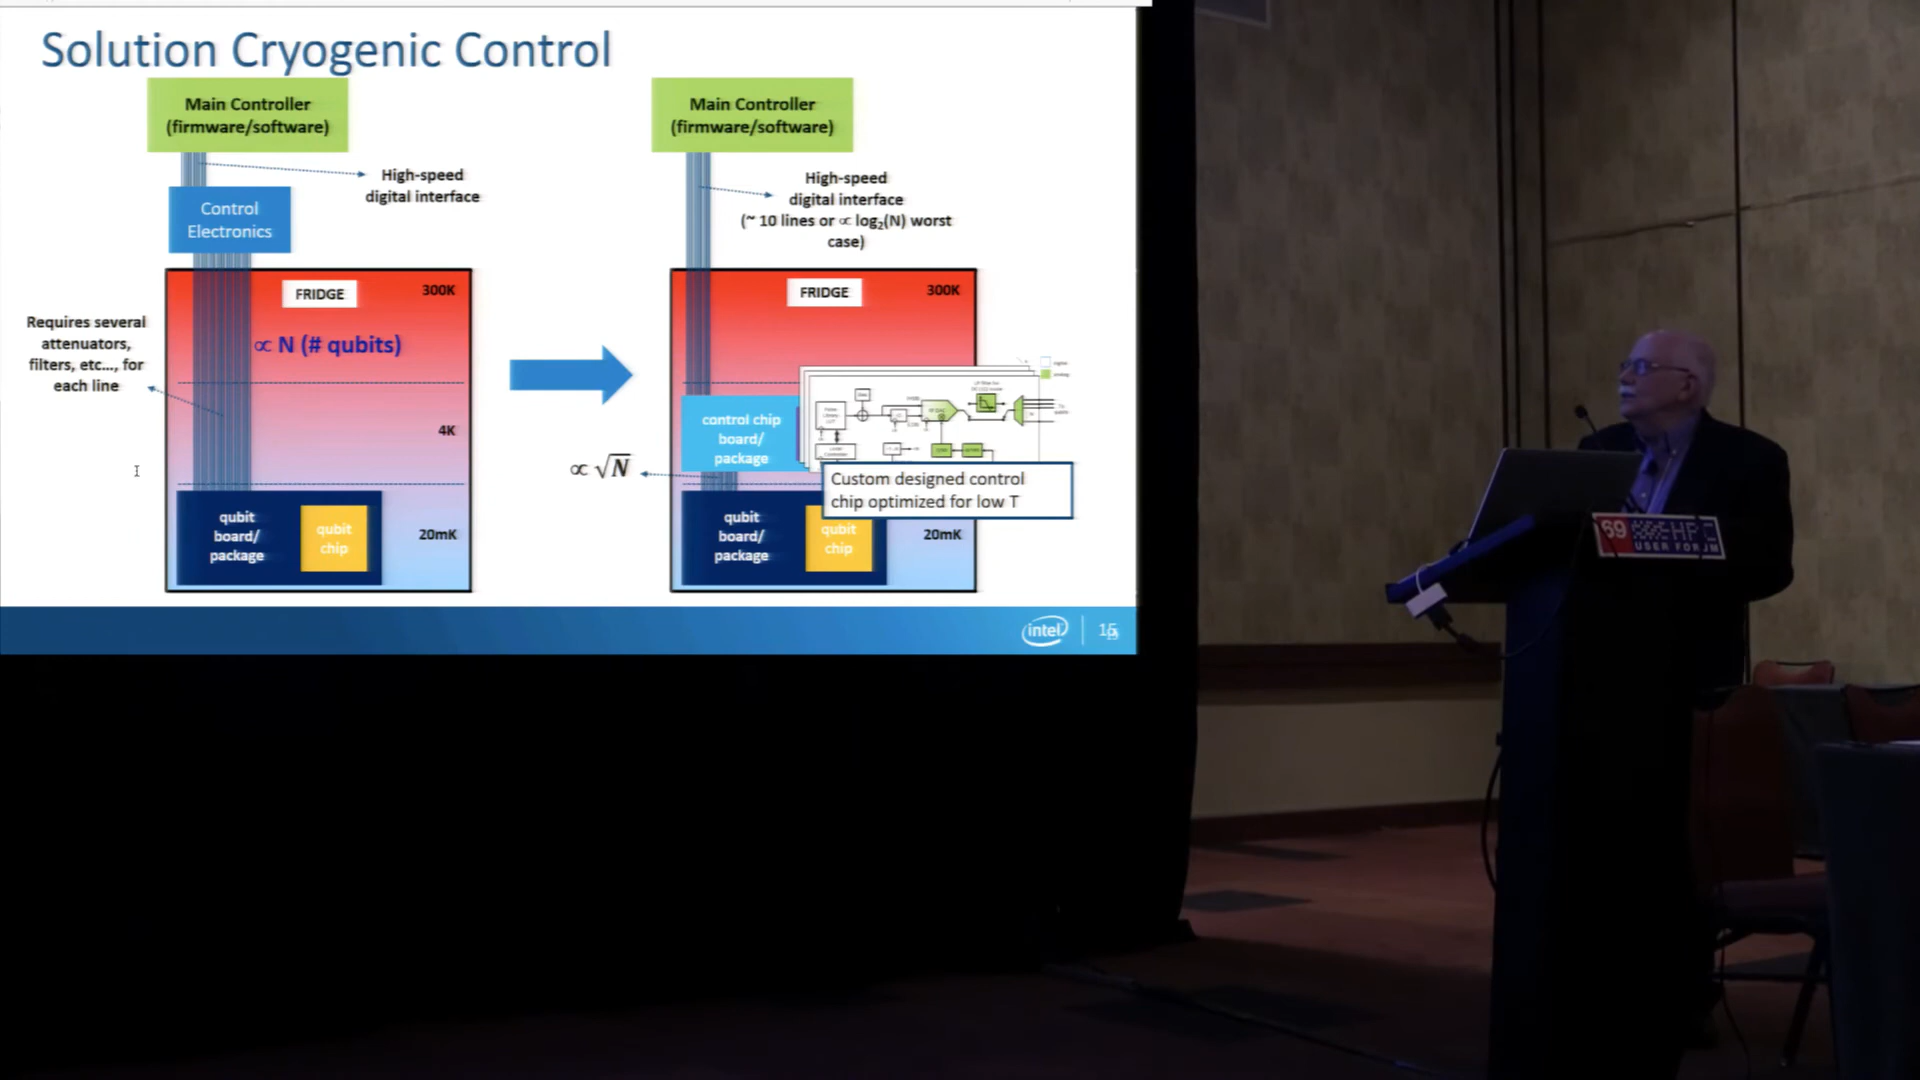 Solution Cryogenic Control
Main Controller
(firmware/software)
High-speed
digital interface
Control
Electronics
FRIDGE
300K
Requires several
attenuators,
filters, etc..., for
each line
∝ N (# qubits)
4K
qubit
board/
package
qubit
chip
20mK
Main Controller
(firmware/software)
High-speed
digital interface
(~ 10 lines or ∝ log₂(N) worst
case)
FRIDGE
300K
control chip
board/
package
∝ √N
Custom designed control
chip optimized for low T
qubit
board/
package
qubit
chip
20mK
intel
69
HPC
USER FORUM